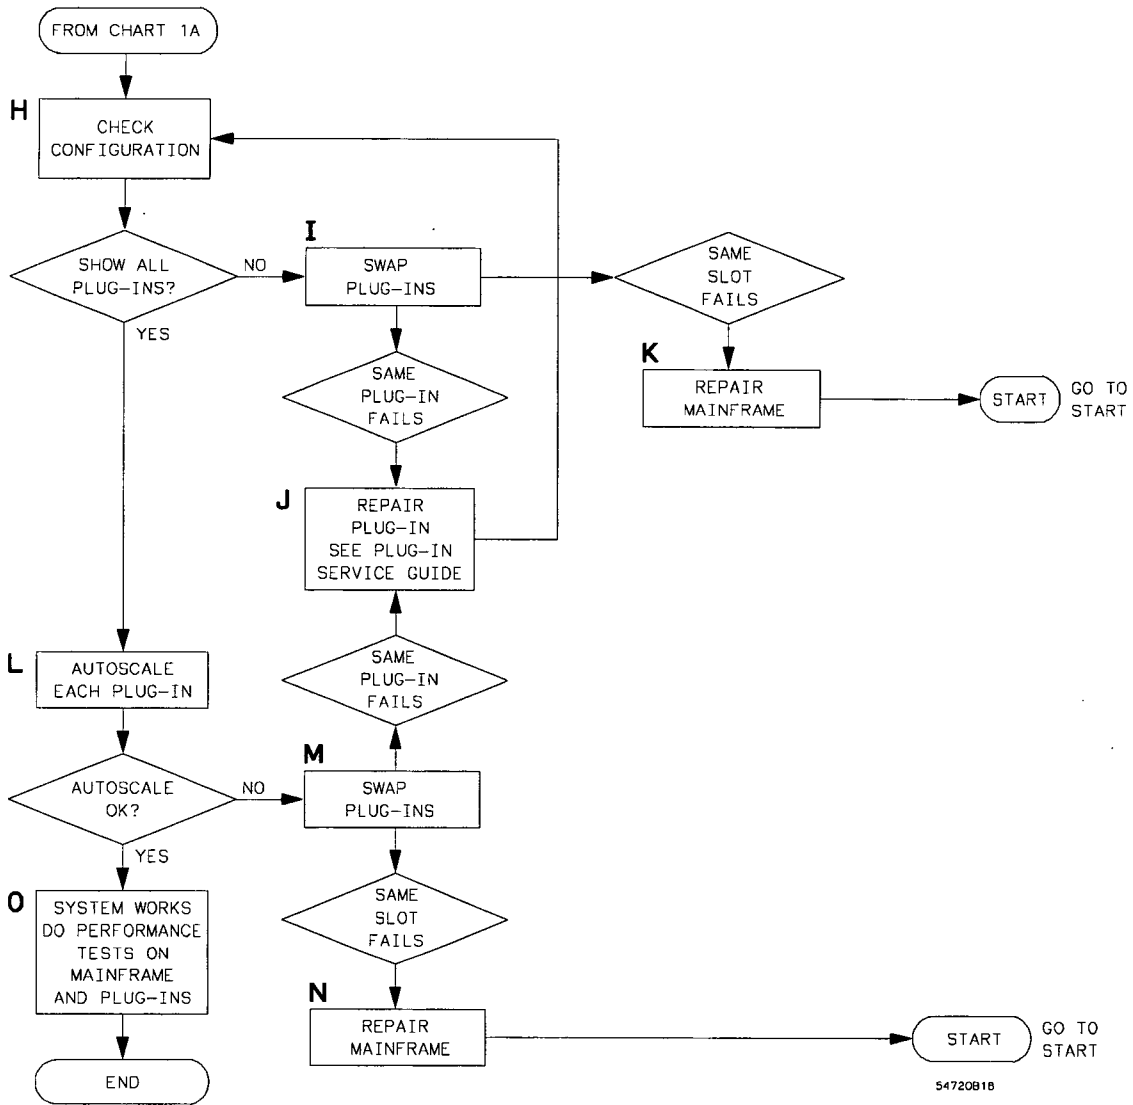 FROM CHART 1A
H
CHECK
CONFIGURATION
SHOW ALL
PLUG-INS?
NO
YES
I
SWAP
PLUG-INS
SAME
SLOT
FAILS
SAME
PLUG-IN
FAILS
K
REPAIR
MAINFRAME
START
GO TO
START
J
REPAIR
PLUG-IN
SEE PLUG-IN
SERVICE GUIDE
L
AUTOSCALE
EACH PLUG-IN
SAME
PLUG-IN
FAILS
AUTOSCALE
OK?
NO
YES
M
SWAP
PLUG-INS
O
SYSTEM WORKS
DO PERFORMANCE
TESTS ON
MAINFRAME
AND PLUG-INS
SAME
SLOT
FAILS
N
REPAIR
MAINFRAME
START
GO TO
START
END
54720B18